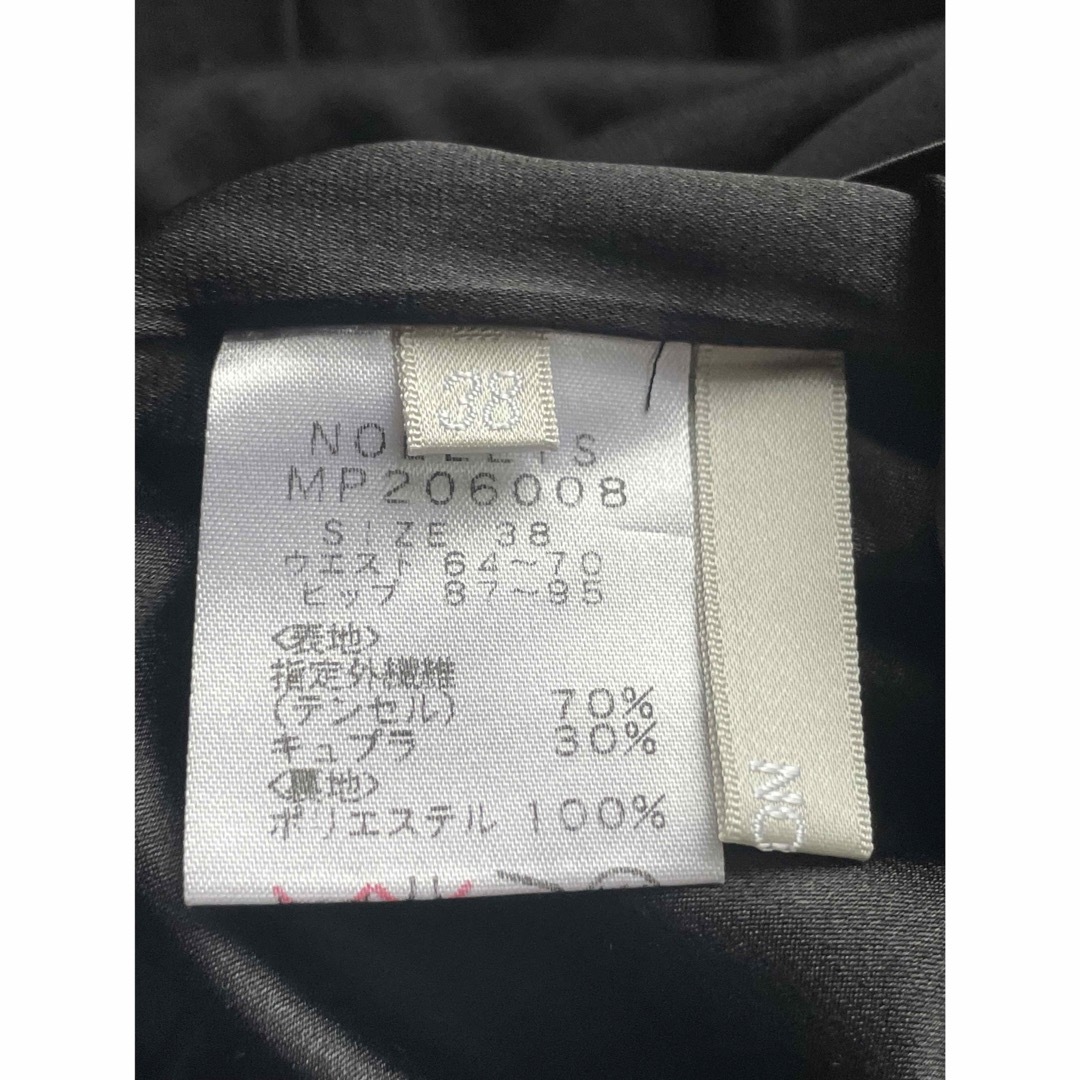 38
MP206008
SIZE 38
ウエスト 64～70
ヒップ 87～95
<表地>
指定外繊維
(テンセル) 70%
キュプラ 30%
<裏地>
ポリエステル 100%